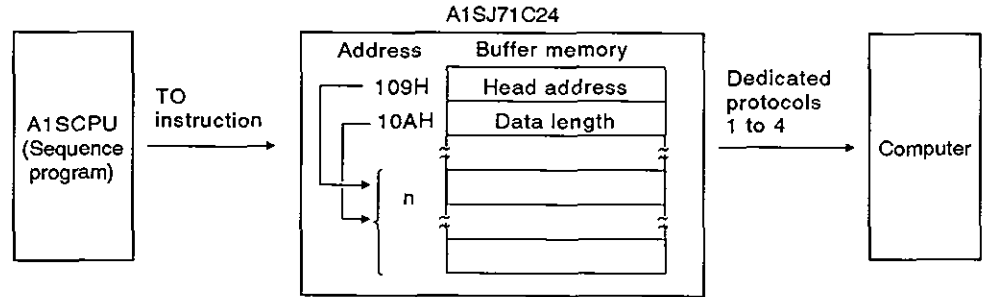 A1SJ71C24
Address Buffer memory
109H Head address
10AH Data length
n
A1SCPU
(Sequence
program)
TO
instruction
Dedicated
protocols
1 to 4
Computer